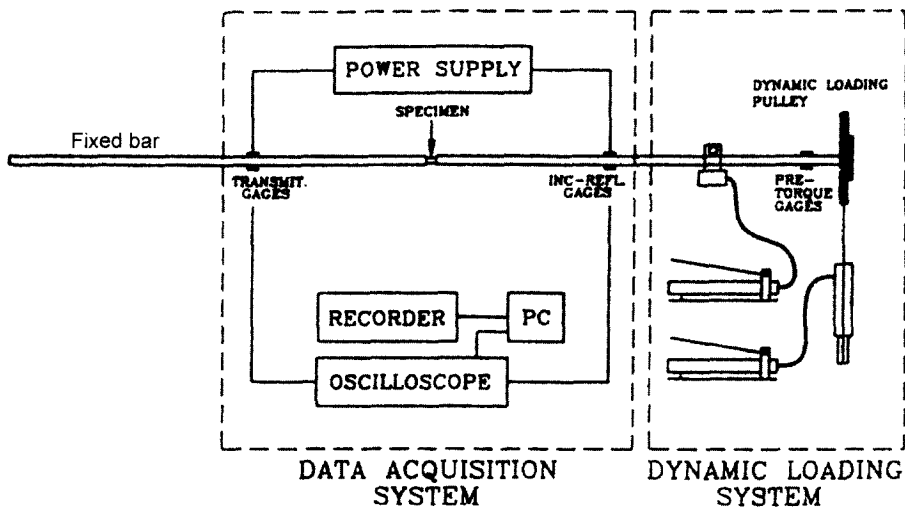 POWER SUPPLY
SPECIMEN
DYNAMIC LOADING
PULLEY
Fixed bar
TRANSMIT.
GAGES
INC-REFL.
GAGES
PRE-
TORQUE
GAGES
RECORDER
PC
OSCILLOSCOPE
DATA ACQUISITION
SYSTEM
DYNAMIC LOADING
SYSTEM